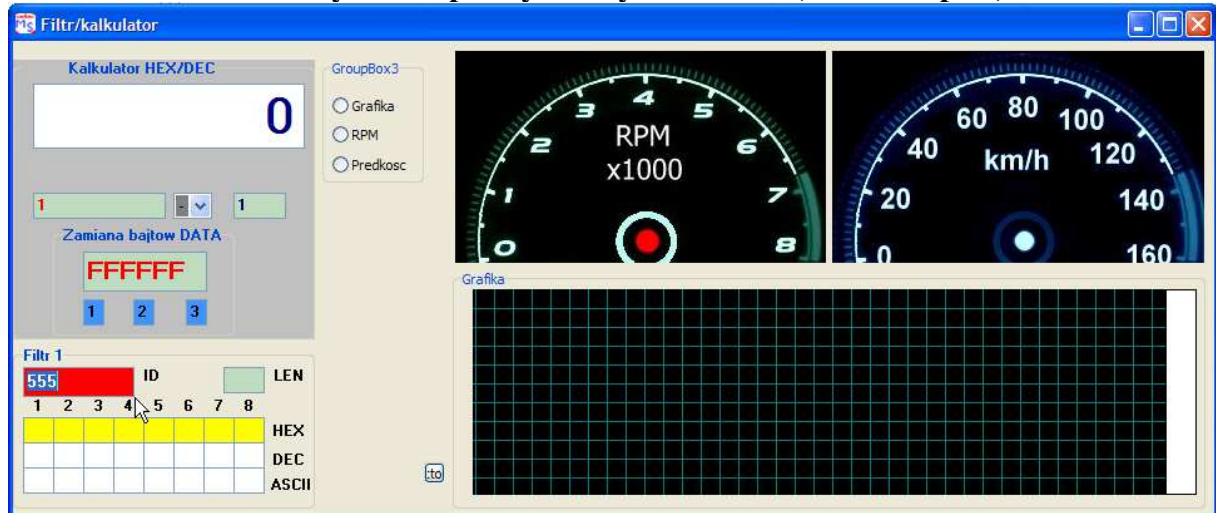 Filtr/kalkulator
Kalkulator HEX/DEC
0
1 - 1
Zamiana bajtow DATA
FFFFFF
1 2 3
GroupBox3
Grafika
RPM
Predkosc
0 1 2 3 4 5 6 7 8
RPM
x1000
0 20 40 60 80 100 120 140 160
km/h
Grafika
Filtr 1
555 ID LEN
1 2 3 4 5 6 7 8
HEX
DEC
ASCII
:to